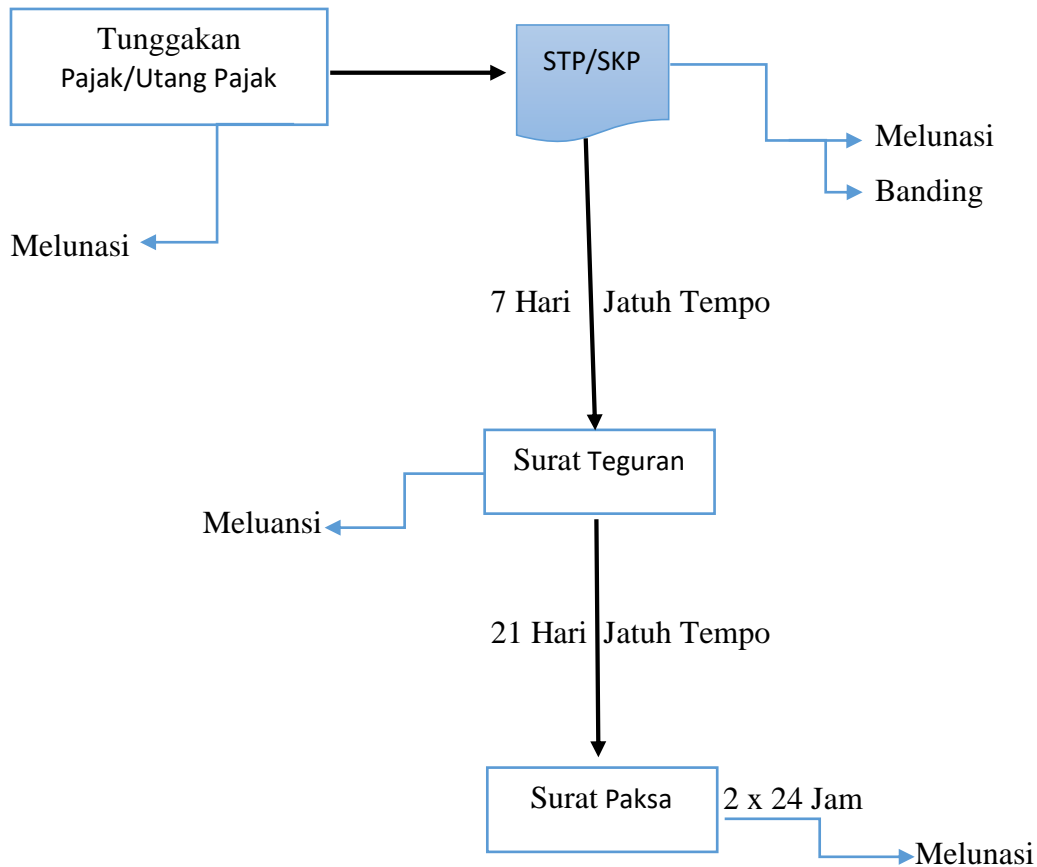 Tunggakan
Pajak/Utang Pajak
STP/SKP
Melunasi
Banding
Melunasi
7 Hari Jatuh Tempo
Surat Teguran
Meluansi
21 Hari Jatuh Tempo
Surat Paksa
2 x 24 Jam
Melunasi